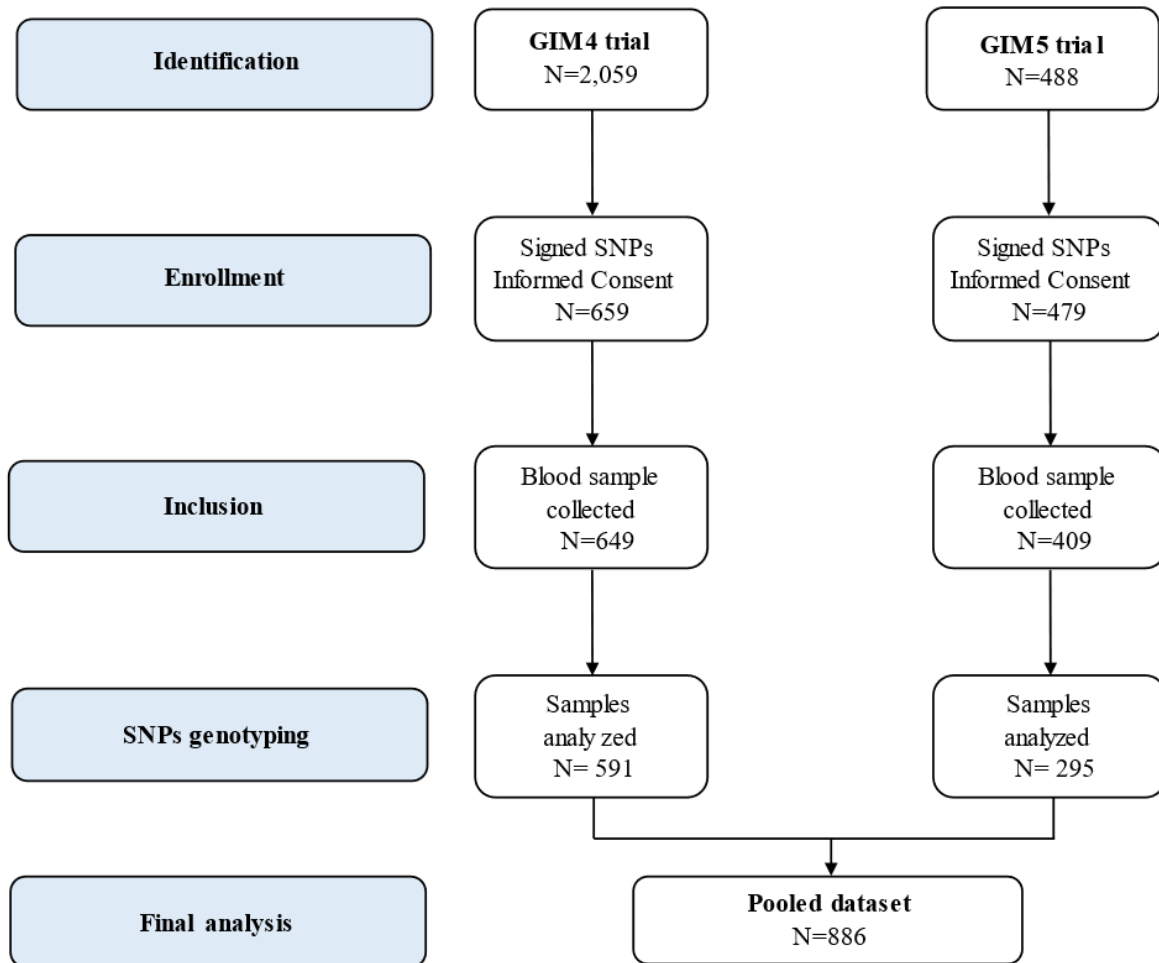 Identification
GIM4 trial
N=2,059
GIM5 trial
N=488
Enrollment
Signed SNPs
Informed Consent
N=659
Signed SNPs
Informed Consent
N=479
Inclusion
Blood sample
collected
N=649
Blood sample
collected
N=409
SNPs genotyping
Samples
analyzed
N= 591
Samples
analyzed
N= 295
Final analysis
Pooled dataset
N=886